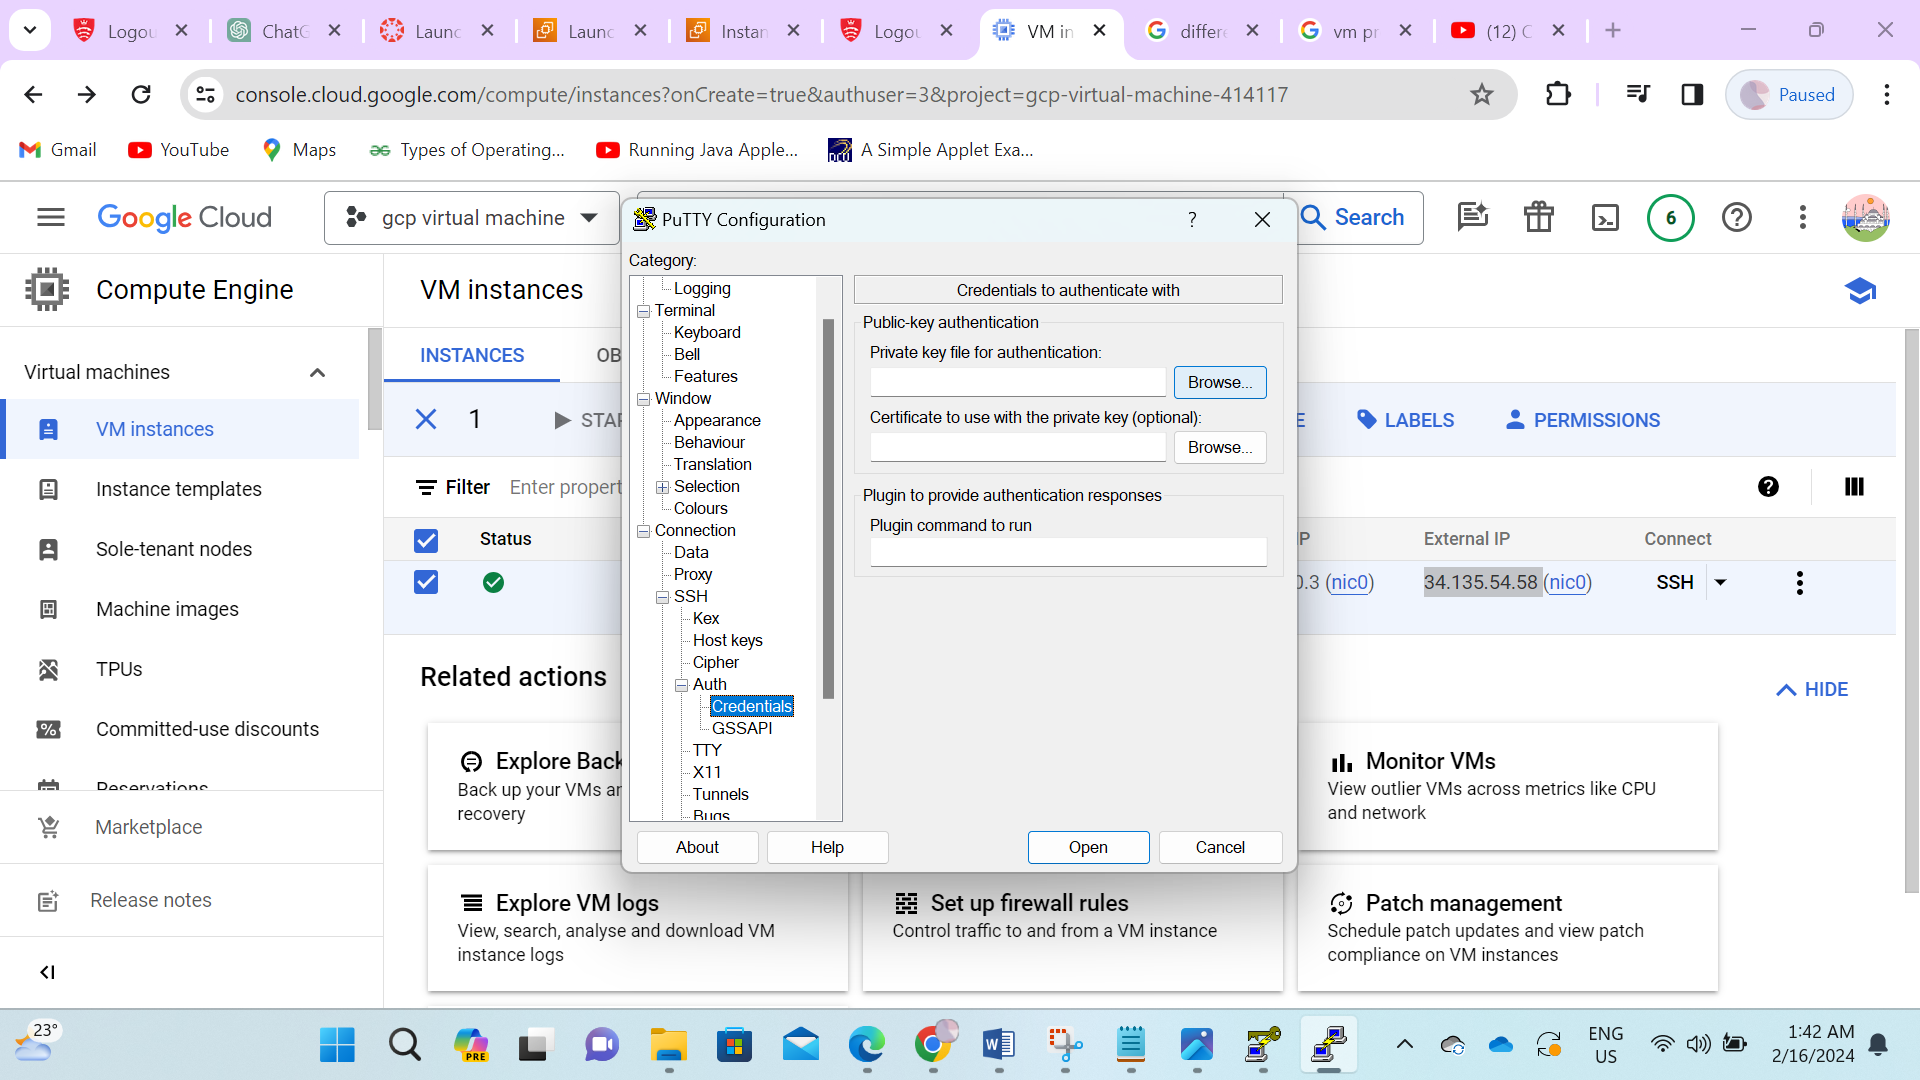 Logou
ChatG
Launc
Launc
Instan
Logou
VM in
differe
vm pr
(12) C
console.cloud.google.com/compute/instances?onCreate=true&authuser=3&project=gcp-virtual-machine-414117
Paused
Gmail
YouTube
Maps
Types of Operating...
Running Java Apple...
A Simple Applet Exa...
Google Cloud
gcp virtual machine
Search
6
PuTTY Configuration
?
Compute Engine
VM instances
Virtual machines
VM instances
Instance templates
Sole-tenant nodes
Machine images
TPUs
Committed-use discounts
Reservations
Marketplace
Release notes
INSTANCES
OB
1
STAR
E
LABELS
PERMISSIONS
Filter
Enter propert
Status
P
External IP
Connect
0.3 (nic0)
34.135.54.58 (nic0)
SSH
Category:
Logging
Terminal
Keyboard
Bell
Features
Window
Appearance
Behaviour
Translation
Selection
Colours
Connection
Data
Proxy
SSH
Kex
Host keys
Cipher
Auth
Credentials
GSSAPI
TTY
X11
Tunnels
Bugs
Credentials to authenticate with
Public-key authentication
Private key file for authentication:
Browse...
Certificate to use with the private key (optional):
Browse...
Plugin to provide authentication responses
Plugin command to run
About
Help
Open
Cancel
Related actions
HIDE
Explore Back
Back up your VMs an
recovery
Monitor VMs
View outlier VMs across metrics like CPU
and network
Explore VM logs
View, search, analyse and download VM
instance logs
Set up firewall rules
Control traffic to and from a VM instance
Patch management
Schedule patch updates and view patch
compliance on VM instances
23°
PRE
ENG
US
1:42 AM
2/16/2024